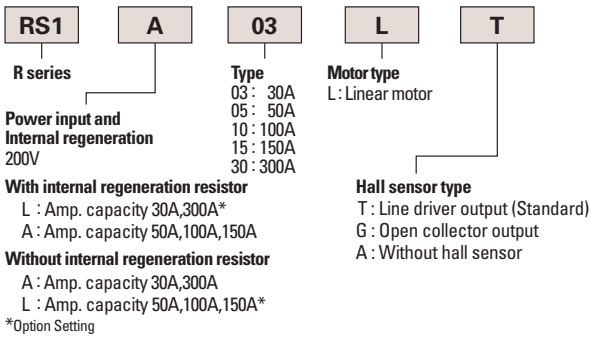 RS1 A 03 L T
R series
Power input and
Internal regeneration
200V
With internal regeneration resistor
L : Amp. capacity 30A,300A*
A : Amp. capacity 50A,100A,150A
Without internal regeneration resistor
A : Amp. capacity 30A,300A
L : Amp. capacity 50A,100A,150A*
*Option Setting
Type
03 : 30A
05 : 50A
10 : 100A
15 : 150A
30 : 300A
Motor type
L : Linear motor
Hall sensor type
T : Line driver output (Standard)
G : Open collector output
A : Without hall sensor